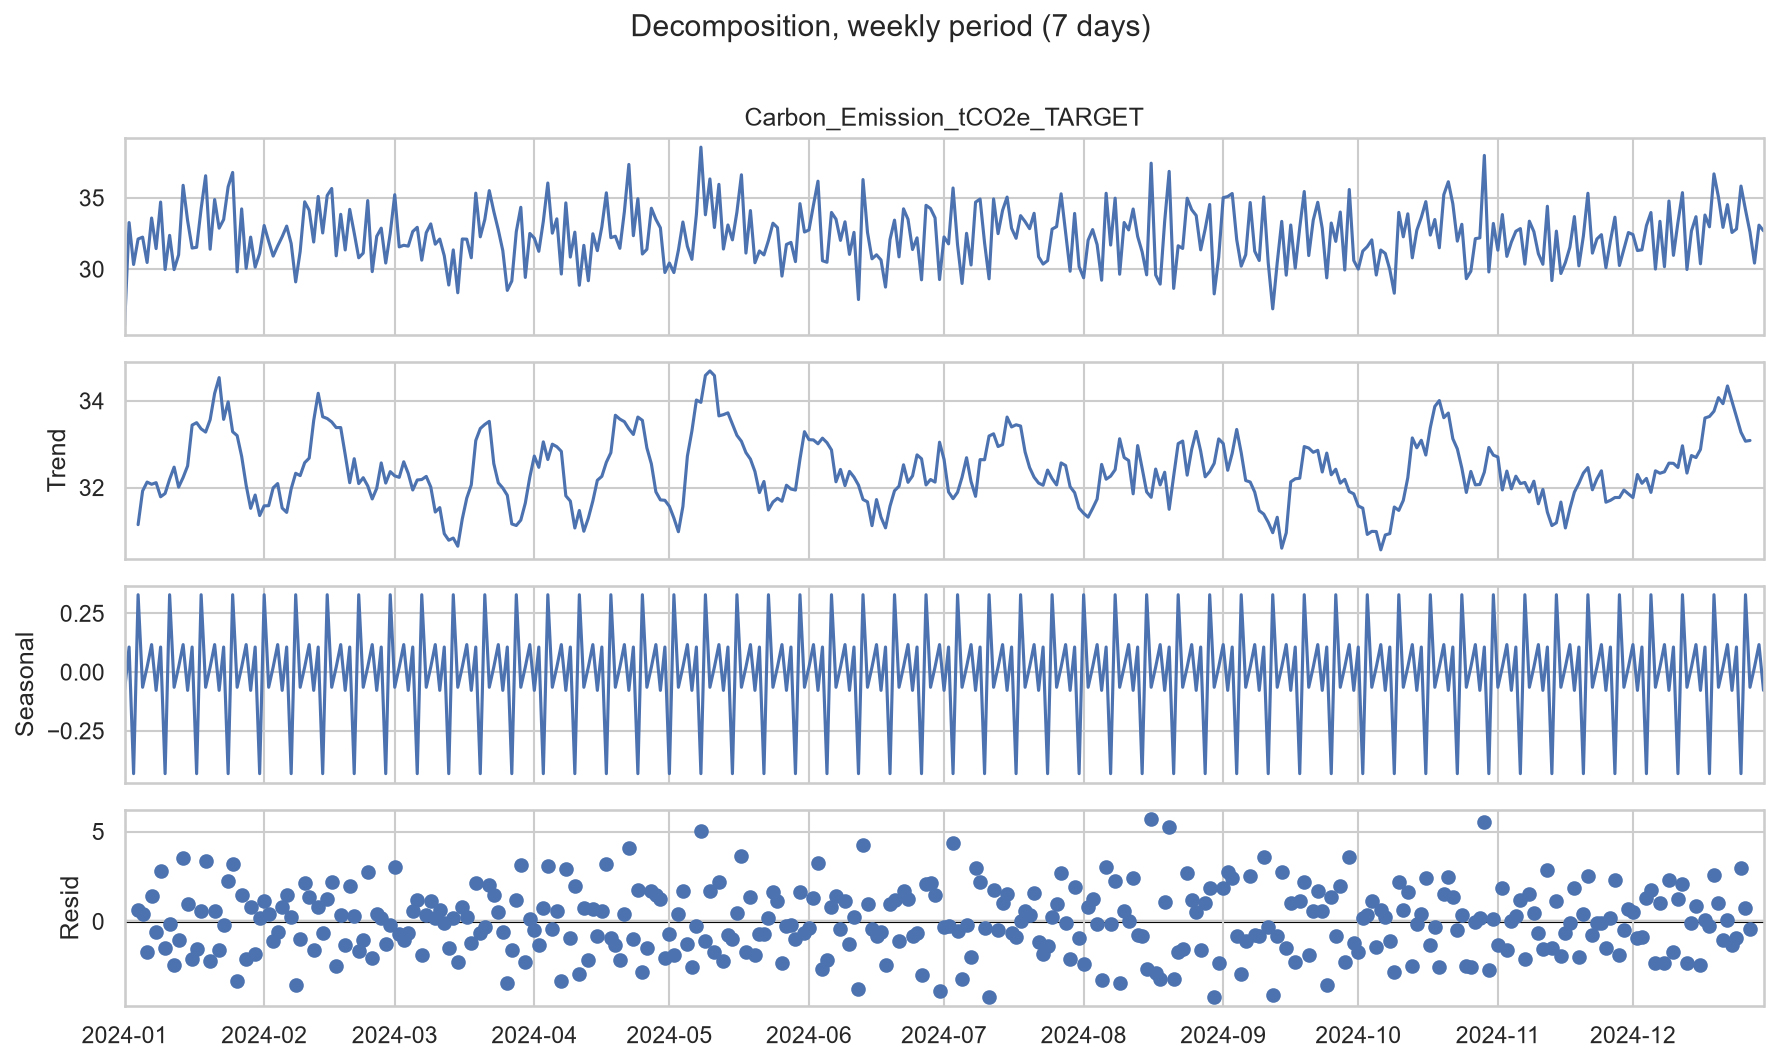 Decomposition, weekly period (7 days)
Carbon_Emission_tCO2e_TARGET
35
30
Trend
34
32
Seasonal
0.25
0.00
−0.25
Resid
5
0
2024-01 2024-02 2024-03 2024-04 2024-05 2024-06 2024-07 2024-08 2024-09 2024-10 2024-11 2024-12